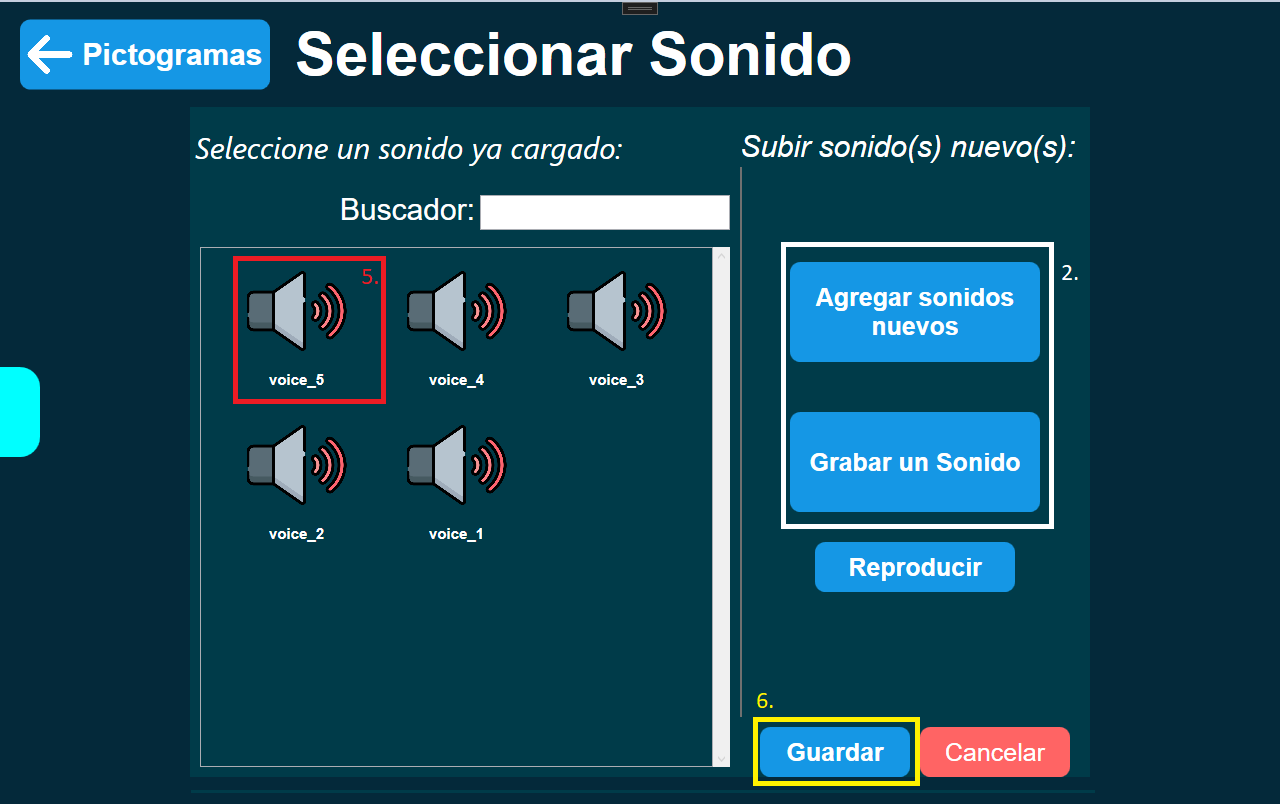 Pictogramas
Seleccionar Sonido
Seleccione un sonido ya cargado:
Buscador:
5.
voice_5
voice_4
voice_3
voice_2
voice_1
Subir sonido(s) nuevo(s):
2.
Agregar sonidos
nuevos
Grabar un Sonido
Reproducir
6.
Guardar
Cancelar